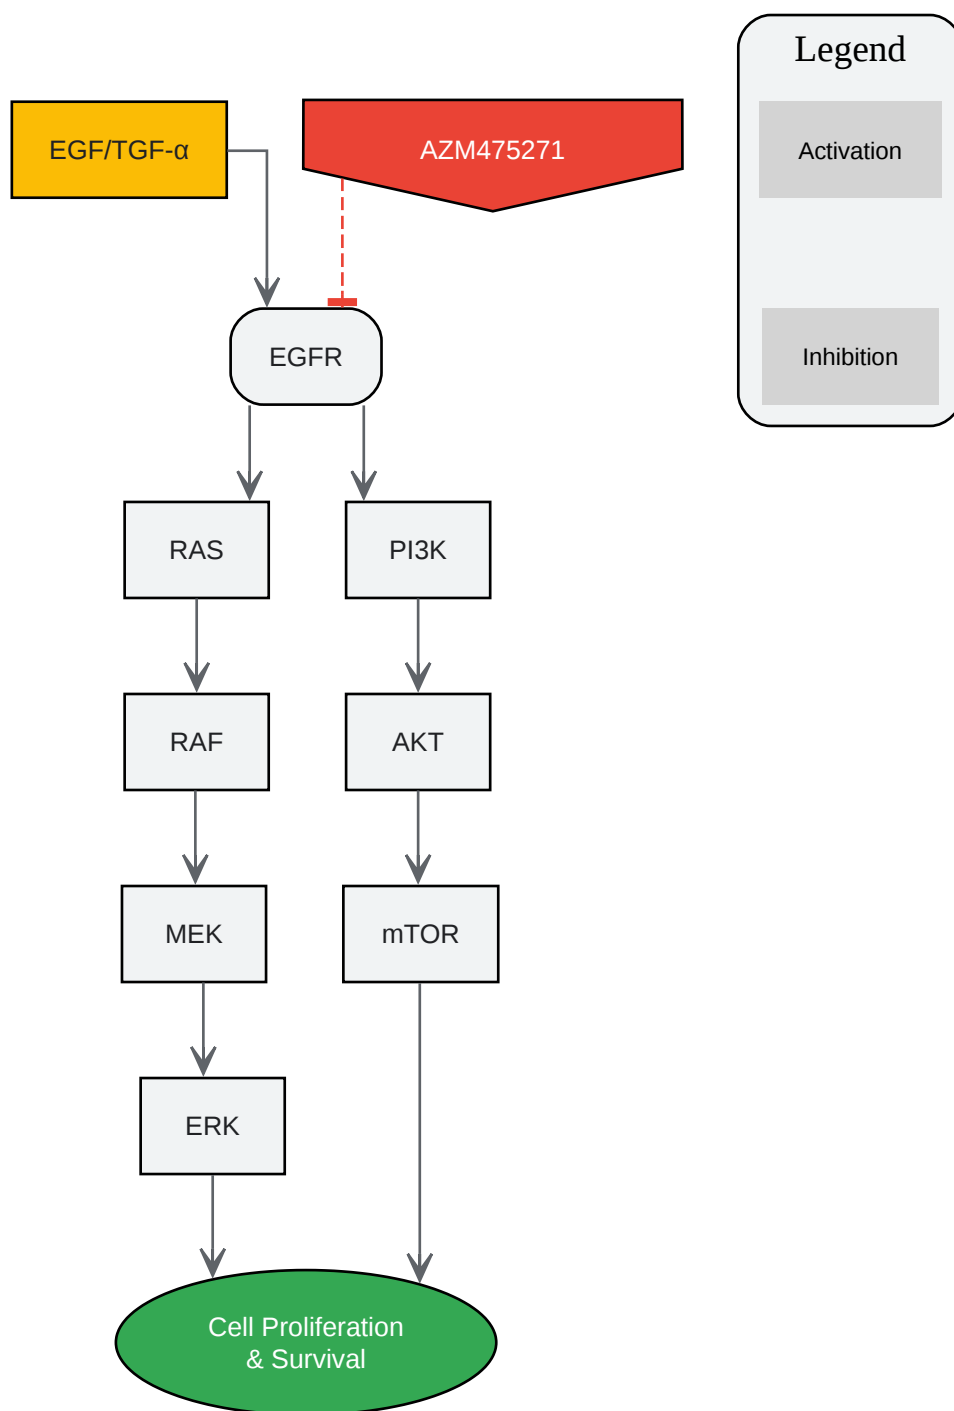 Legend
EGF/TGF-α
AZM475271
Activation
EGFR
Inhibition
RAS
PI3K
RAF
AKT
MEK
mTOR
ERK
Cell Proliferation
& Survival